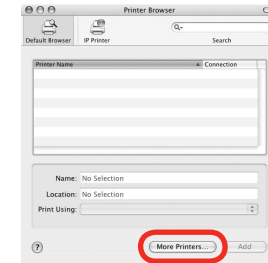 Printer Browser
Default Browser IP Printer Search
Printer Name Connection
Name: No Selection
Location: No Selection
Print Using:
? More Printers... Add